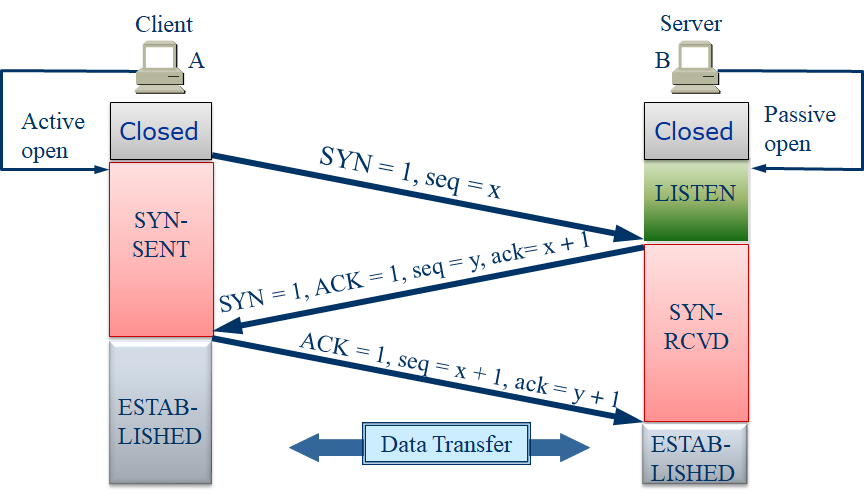 Client
Server
A
B
Active
open
Passive
open
Closed
Closed
SYN = 1, seq = x
LISTEN
SYN-
SENT
SYN = 1, ACK = 1, seq = y, ack= x + 1
SYN-
RCVD
ACK = 1, seq = x + 1, ack = y + 1
ESTAB-
LISHED
Data Transfer
ESTAB-
LISHED